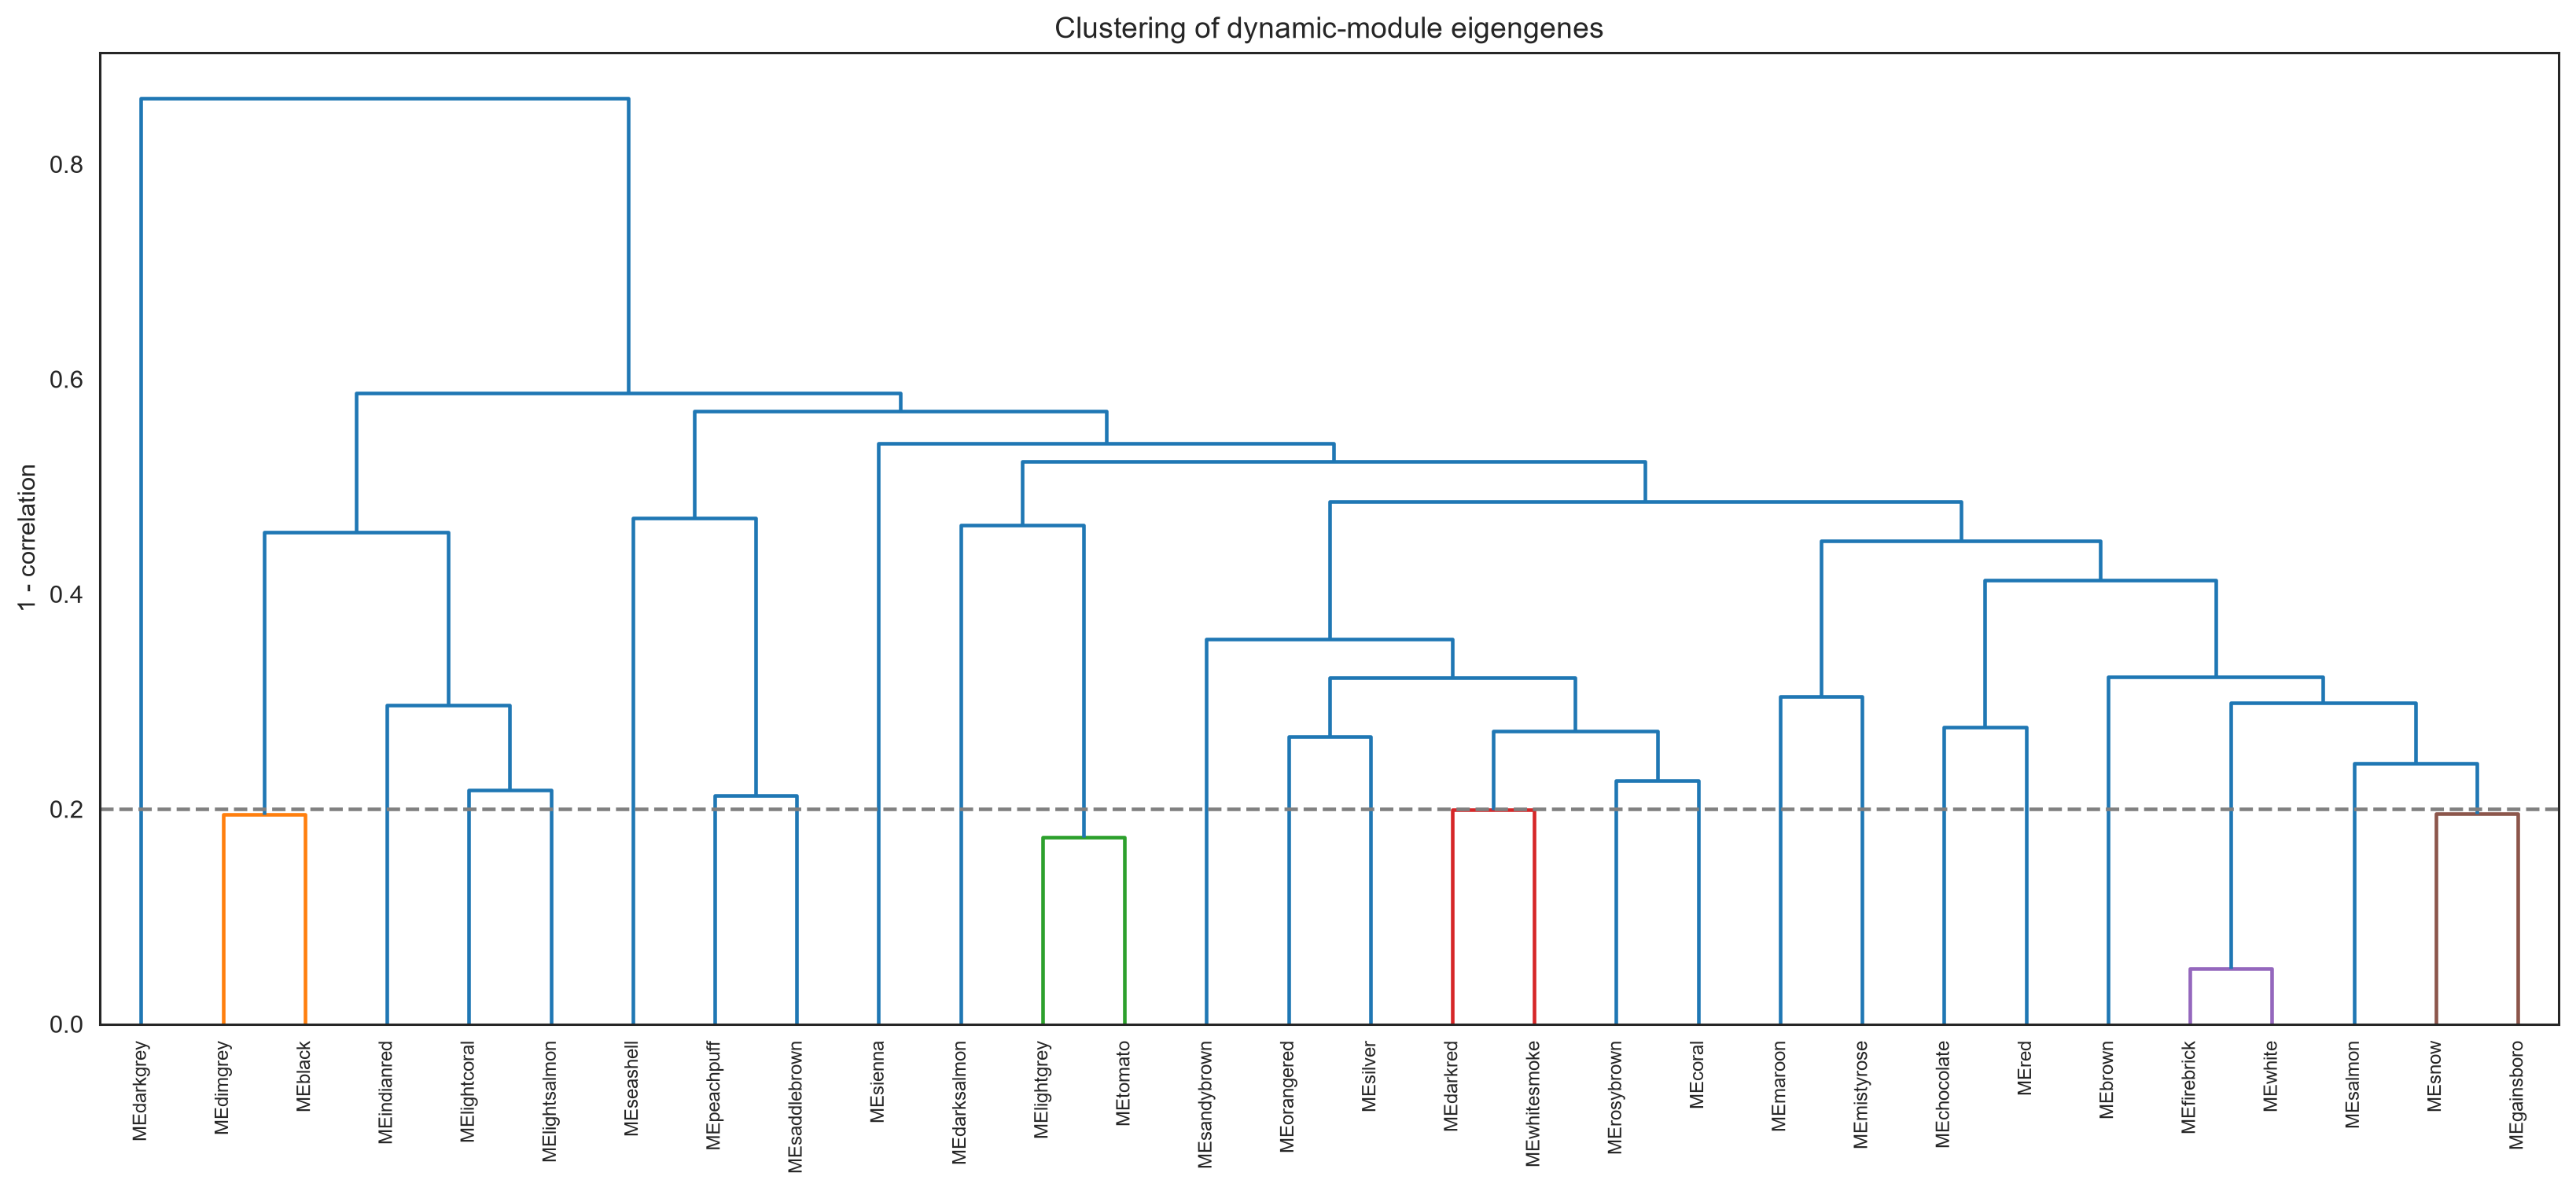 Clustering of dynamic-module eigengenes
1 - correlation
0.8
0.6
0.4
0.2
0.0
MEdarkgrey
MEdimgrey
MEblack
MEindianred
MElightcoral
MElightsalmon
MEseashell
MEpeachpuff
MEsaddlebrown
MEsienna
MEdarksalmon
MElightgrey
MEtomato
MEsandybrown
MEorangered
MEsilver
MEdarkred
MEwhitesmoke
MErosybrown
MEcoral
MEmaroon
MEmistyrose
MEchocolate
MEred
MEbrown
MEfirebrick
MEwhite
MEsalmon
MEsnow
MEgainsboro